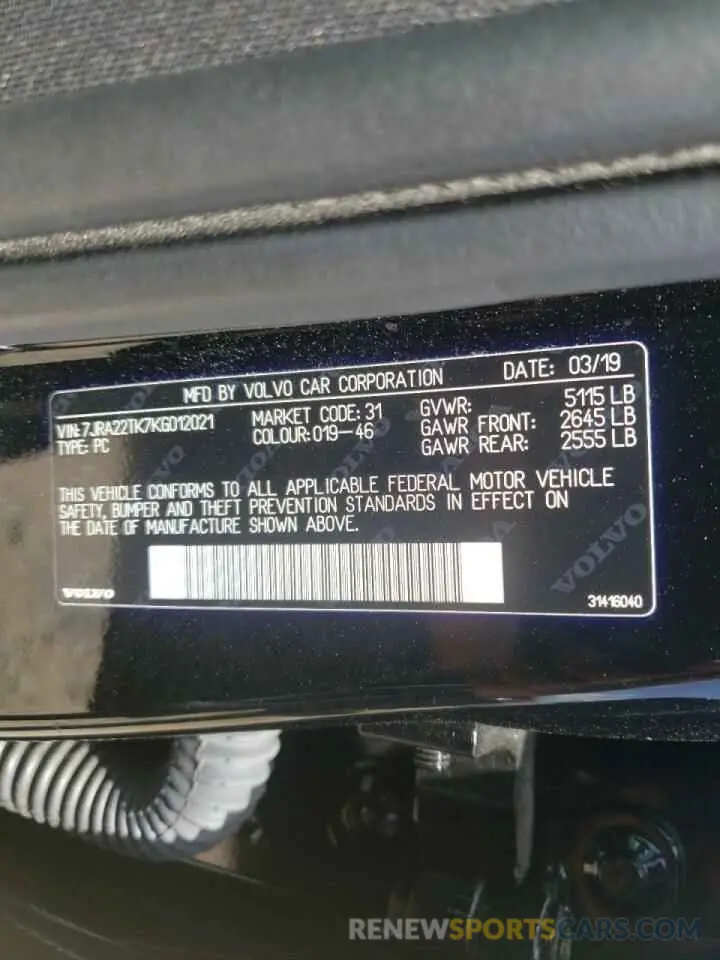 MFD BY VOLVO CAR CORPORATION DATE: 03/19
VIN:7JRA22TK7KG012021 MARKET CODE:31 GVWR: 5115 LB
TYPE: PC COLOUR:019-46 GAWR FRONT: 2645 LB
GAWR REAR: 2555 LB
THIS VEHICLE CONFORMS TO ALL APPLICABLE FEDERAL MOTOR VEHICLE
SAFETY, BUMPER AND THEFT PREVENTION STANDARDS IN EFFECT ON
THE DATE OF MANUFACTURE SHOWN ABOVE.
VOLVO
VOLVO
VOLVO
VOLVO
31416040
RENEWSPORTSCARS.COM